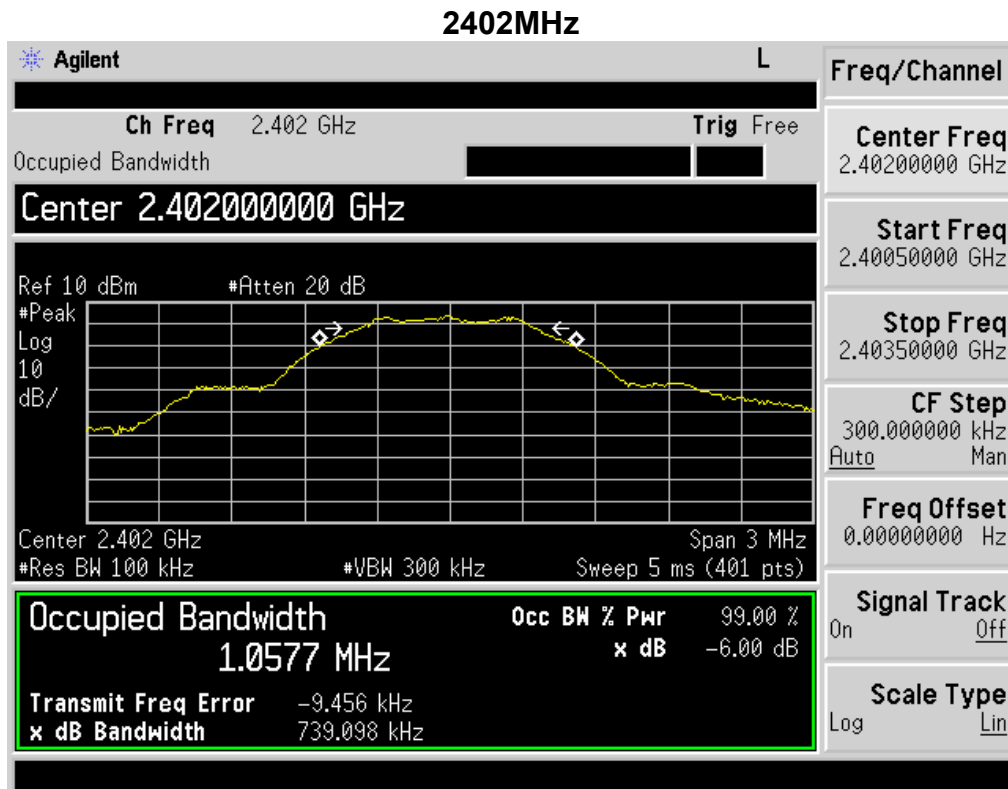 2402MHz
Agilent L
Ch Freq 2.402 GHz Trig Free
Occupied Bandwidth
Center 2.402000000 GHz
Ref 10 dBm #Atten 20 dB
#Peak
Log
10
dB/
Center 2.402 GHz Span 3 MHz
#Res BW 100 kHz #VBW 300 kHz Sweep 5 ms (401 pts)
Occupied Bandwidth Occ BW % Pwr 99.00 %
1.0577 MHz x dB -6.00 dB
Transmit Freq Error -9.456 kHz
x dB Bandwidth 739.098 kHz
Freq/Channel
Center Freq
2.40200000 GHz
Start Freq
2.40050000 GHz
Stop Freq
2.40350000 GHz
CF Step
300.000000 kHz
Auto Man
Freq Offset
0.00000000 Hz
Signal Track
On Off
Scale Type
Log Lin